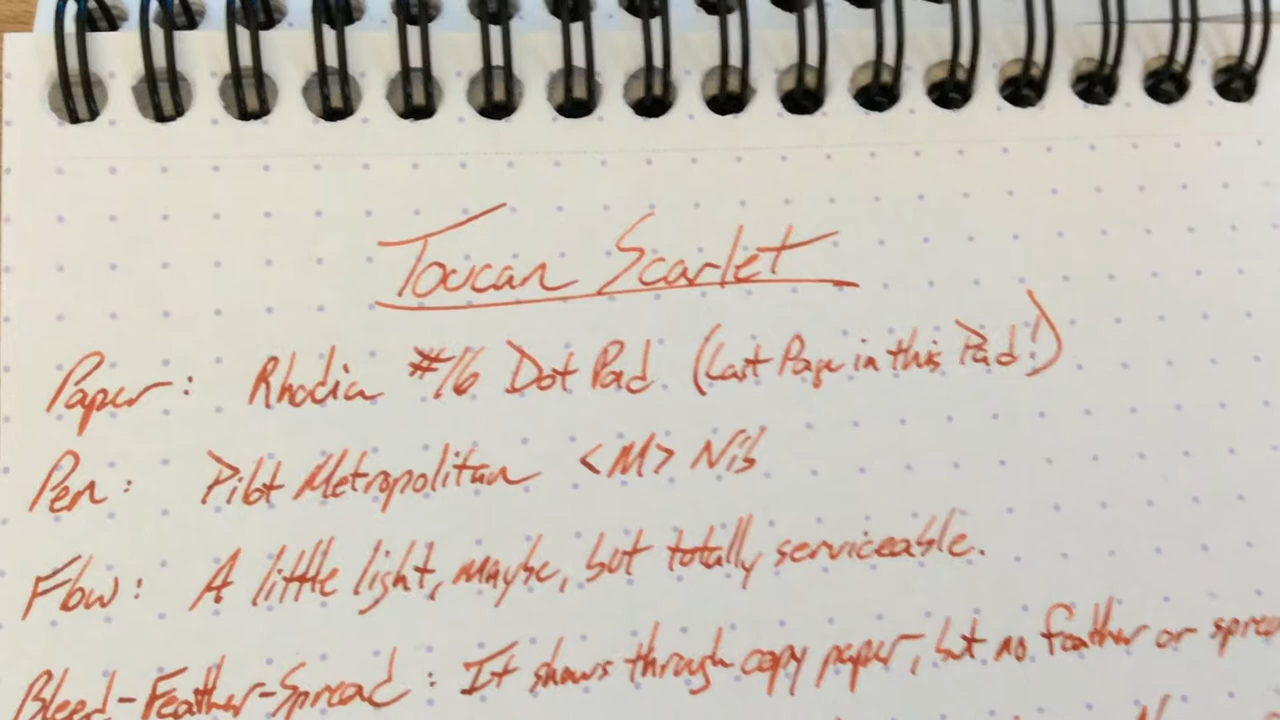 Toucan Scarlet
Paper: Rhodia #16 Dot Pad (Last Page in this Pad!)
Pen: Pilot Metropolitan <M> Nib
Flow: A little light, maybe, but totally serviceable.
Bleed-Feather-Spread: It shows through copy paper, but no feather or